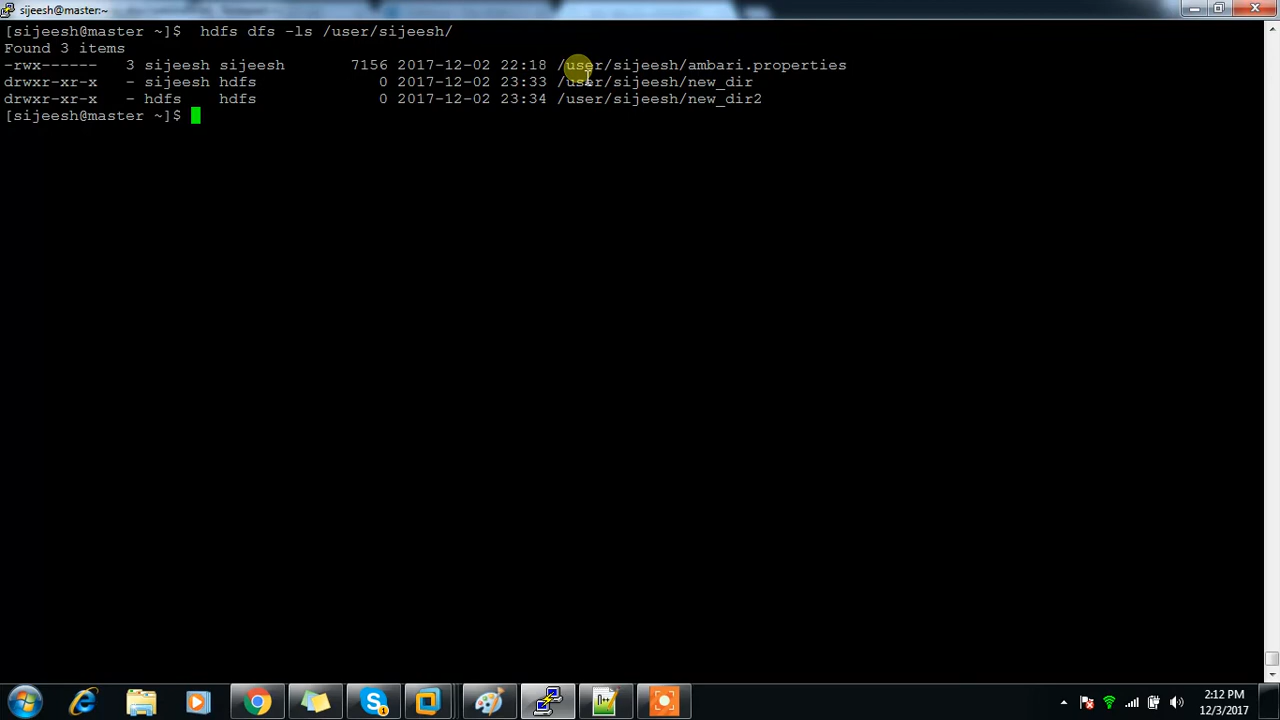 sijeesh@master:~
[sijeesh@master ~]$  hdfs dfs -ls /user/sijeesh/
Found 3 items
-rwx------   3 sijeesh sijeesh       7156 2017-12-02 22:18 /user/sijeesh/ambari.properties
drwxr-xr-x   - sijeesh hdfs             0 2017-12-02 23:33 /user/sijeesh/new_dir
drwxr-xr-x   - hdfs    hdfs             0 2017-12-02 23:34 /user/sijeesh/new_dir2
[sijeesh@master ~]$
2:12 PM
12/3/2017